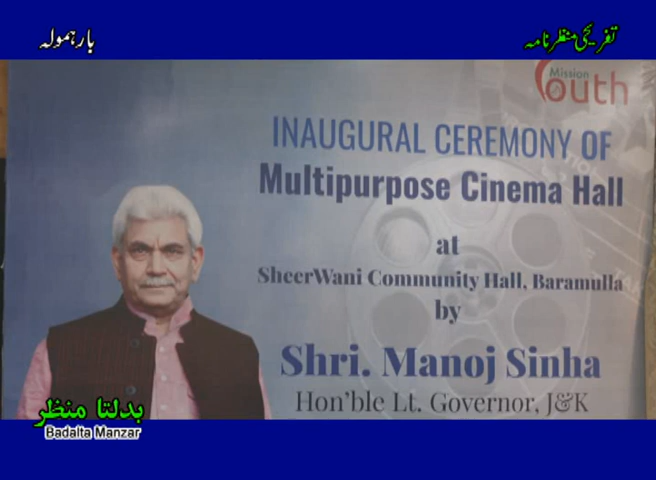 بارہمولہ
تفریحی منظرنامہ
Mission
Youth
INAUGURAL CEREMONY OF
Multipurpose Cinema Hall
at
SheerWani Community Hall, Baramulla
by
Shri. Manoj Sinha
Hon'ble Lt. Governor, J&K
بدلتا منظر
Badalta Manzar